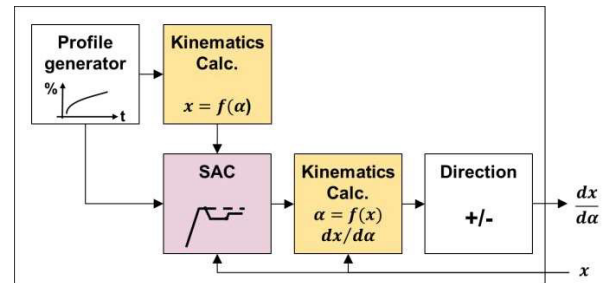 Profile
generator
%
t
Kinematics
Calc.
x = f(α)
SAC
Kinematics
Calc.
α = f(x)
dx/dα
Direction
+/-
dx
dα
x